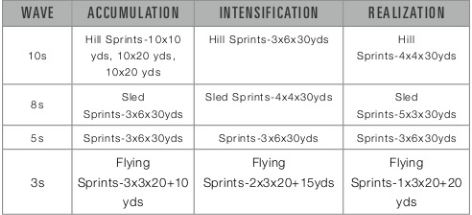 WAVE ACCUMULATION INTENSIFICATION REALIZATION
10s Hill Sprints-10x10 yds, 10x20 yds, 10x20 yds Hill Sprints-3x6x30yds Hill Sprints-4x4x30yds
8s Sled Sprints-3x6x30yds Sled Sprints-4x4x30yds Sled Sprints-5x3x30yds
5s Sprints-3x6x30yds Sprints-3x6x30yds Sprints-3x6x30yds
3s Flying Sprints-3x3x20+10 yds Flying Sprints-2x3x20+15yds Flying Sprints-1x3x20+20 yds